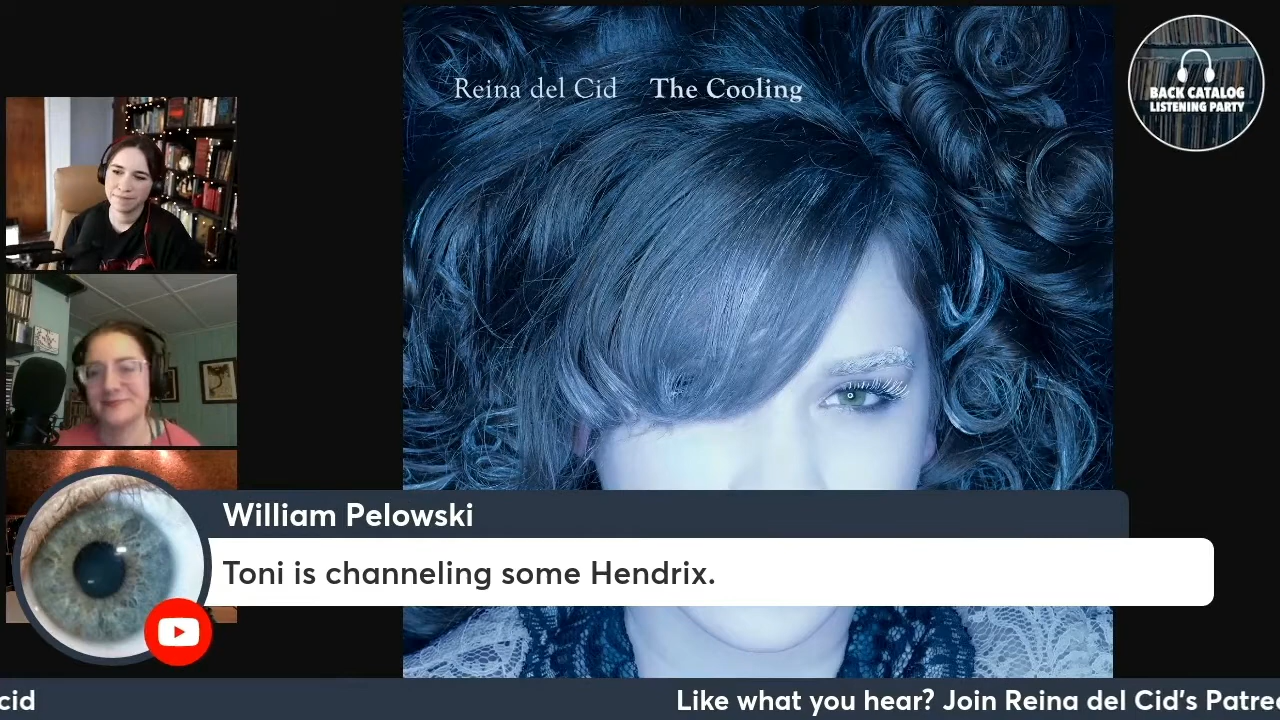 Reina del Cid The Cooling
BACK CATALOG
LISTENING PARTY
William Pelowski
Toni is channeling some Hendrix.
cid Like what you hear? Join Reina del Cid's